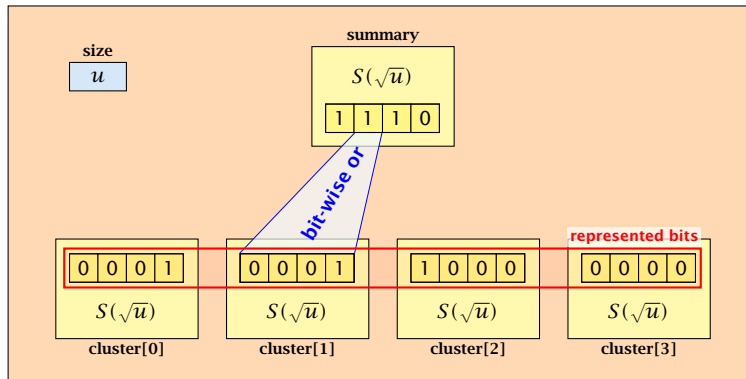 summary
size
u
S(√u)
1 1 1 0
bit-wise or
represented bits
0 0 0 1
0 0 0 1
1 0 0 0
0 0 0 0
S(√u)
S(√u)
S(√u)
S(√u)
cluster[0]
cluster[1]
cluster[2]
cluster[3]